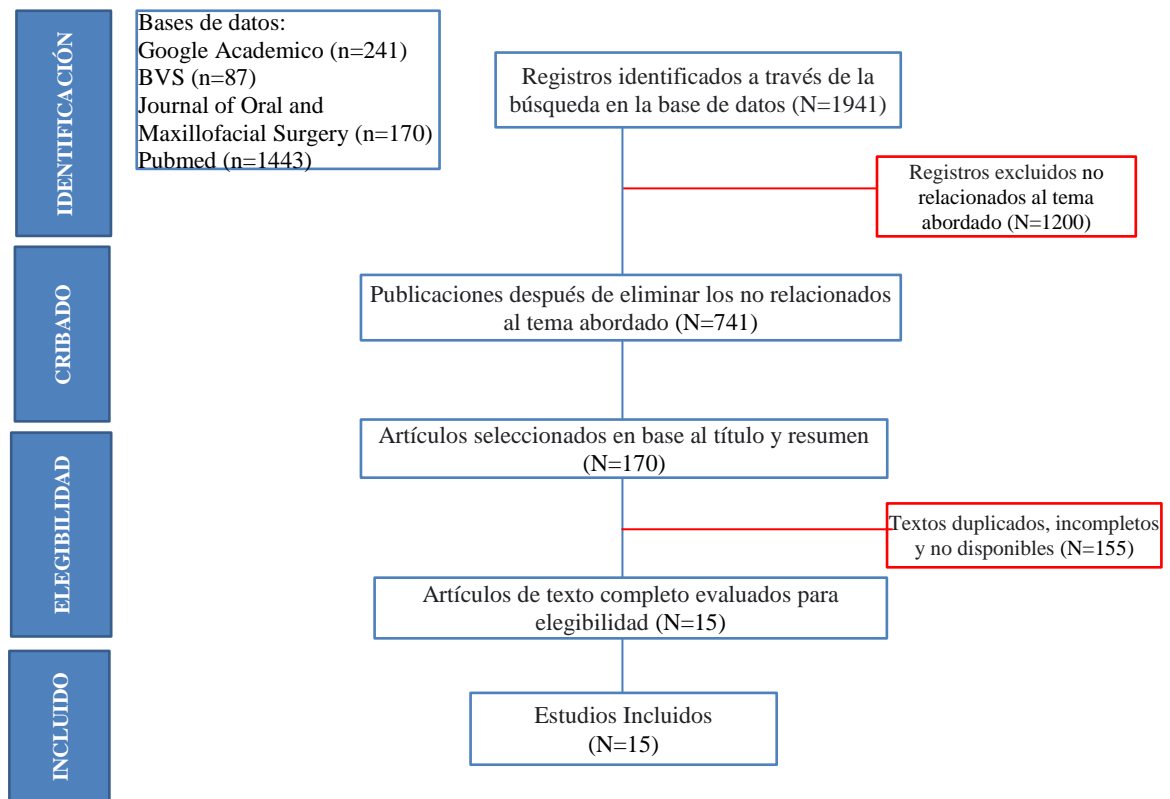 IDENTIFICACIÓN
Bases de datos:
Google Academico (n=241)
BVS (n=87)
Journal of Oral and
Maxillofacial Surgery (n=170)
Pubmed (n=1443)
Registros identificados a través de la
búsqueda en la base de datos (N=1941)
Registros excluidos no
relacionados al tema
abordado (N=1200)
CRIBADO
Publicaciones después de eliminar los no relacionados
al tema abordado (N=741)
ELEGIBILIDAD
Artículos seleccionados en base al título y resumen
(N=170)
Textos duplicados, incompletos
y no disponibles (N=155)
Artículos de texto completo evaluados para
elegibilidad (N=15)
INCLUIDO
Estudios Incluidos
(N=15)